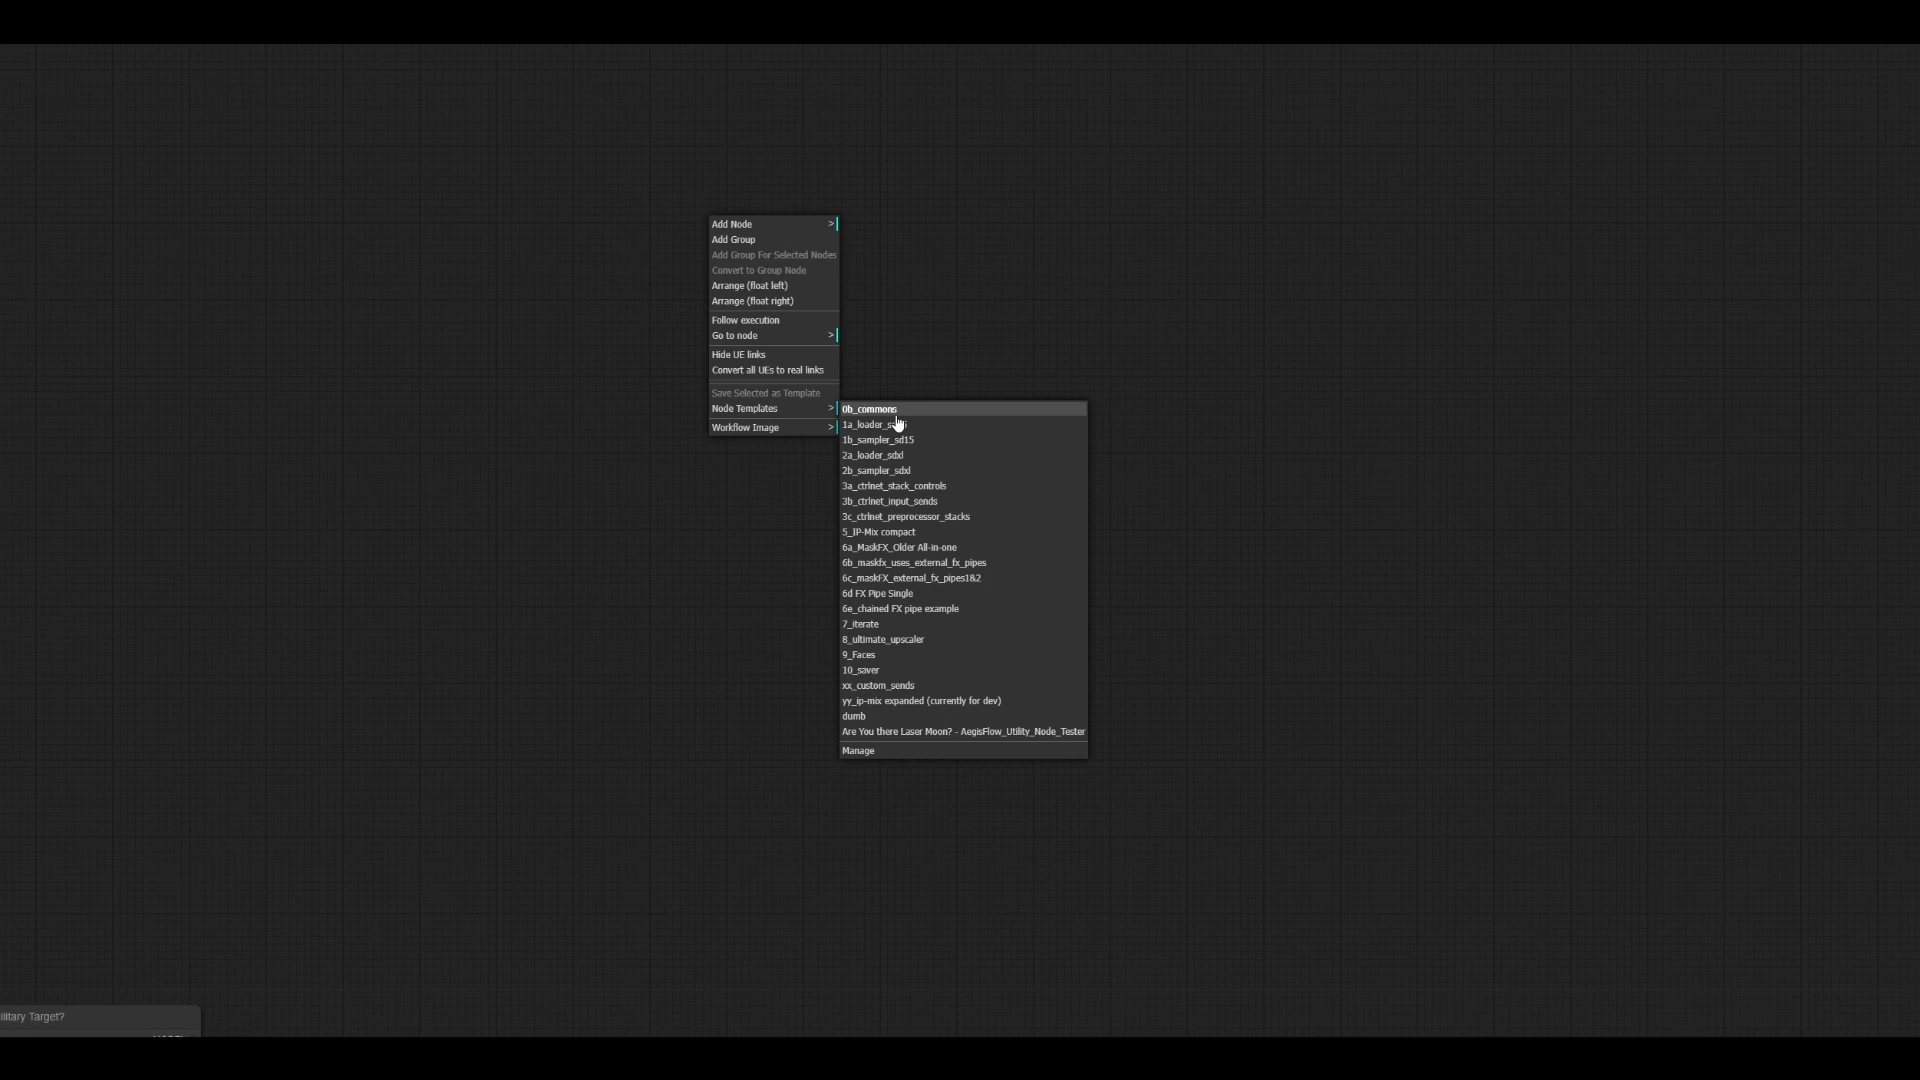 Add Node >
Add Group
Add Group For Selected Nodes
Convert to Group Node
Arrange (float left)
Arrange (float right)
Follow execution
Go to node >
Hide UE links
Convert all UEs to real links
Save Selected as Template
Node Templates >
Workflow Image >
0b_commons
1a_loader_
1b_sampler_sd15
2a_loader_sdxl
2b_sampler_sdxl
3a_ctrlnet_stack_controls
3b_ctrlnet_input_sends
3c_ctrlnet_preprocessor_stacks
5_IP-Mix compact
6a_MaskFX_Older All-in-one
6b_maskfx_uses_external_fx_pipes
6c_maskFX_external_fx_pipes1&2
6d FX Pipe Single
6e_chained FX pipe example
7_iterate
8_ultimate_upscaler
9_Faces
10_saver
xx_custom_sends
yy_ip-mix expanded (currently for dev)
dumb
Are You there Laser Moon? - AegisFlow_Utility_Node_Tester
Manage
ilitary Target?